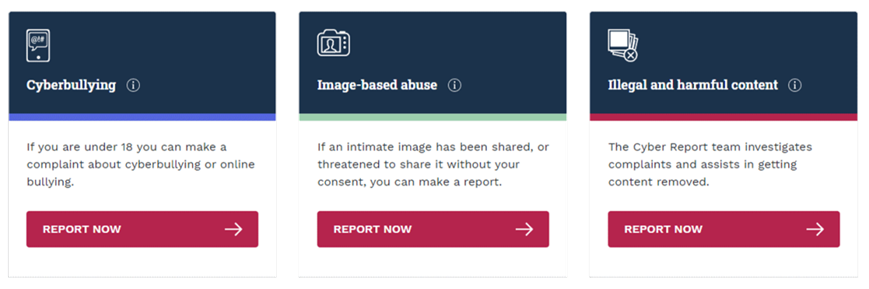 @!#
Cyberbullying
If you are under 18 you can make a
complaint about cyberbullying or online
bullying.
REPORT NOW
Image-based abuse
If an intimate image has been shared, or
threatened to share it without your
consent, you can make a report.
REPORT NOW
Illegal and harmful content
The Cyber Report team investigates
complaints and assists in getting
content removed.
REPORT NOW